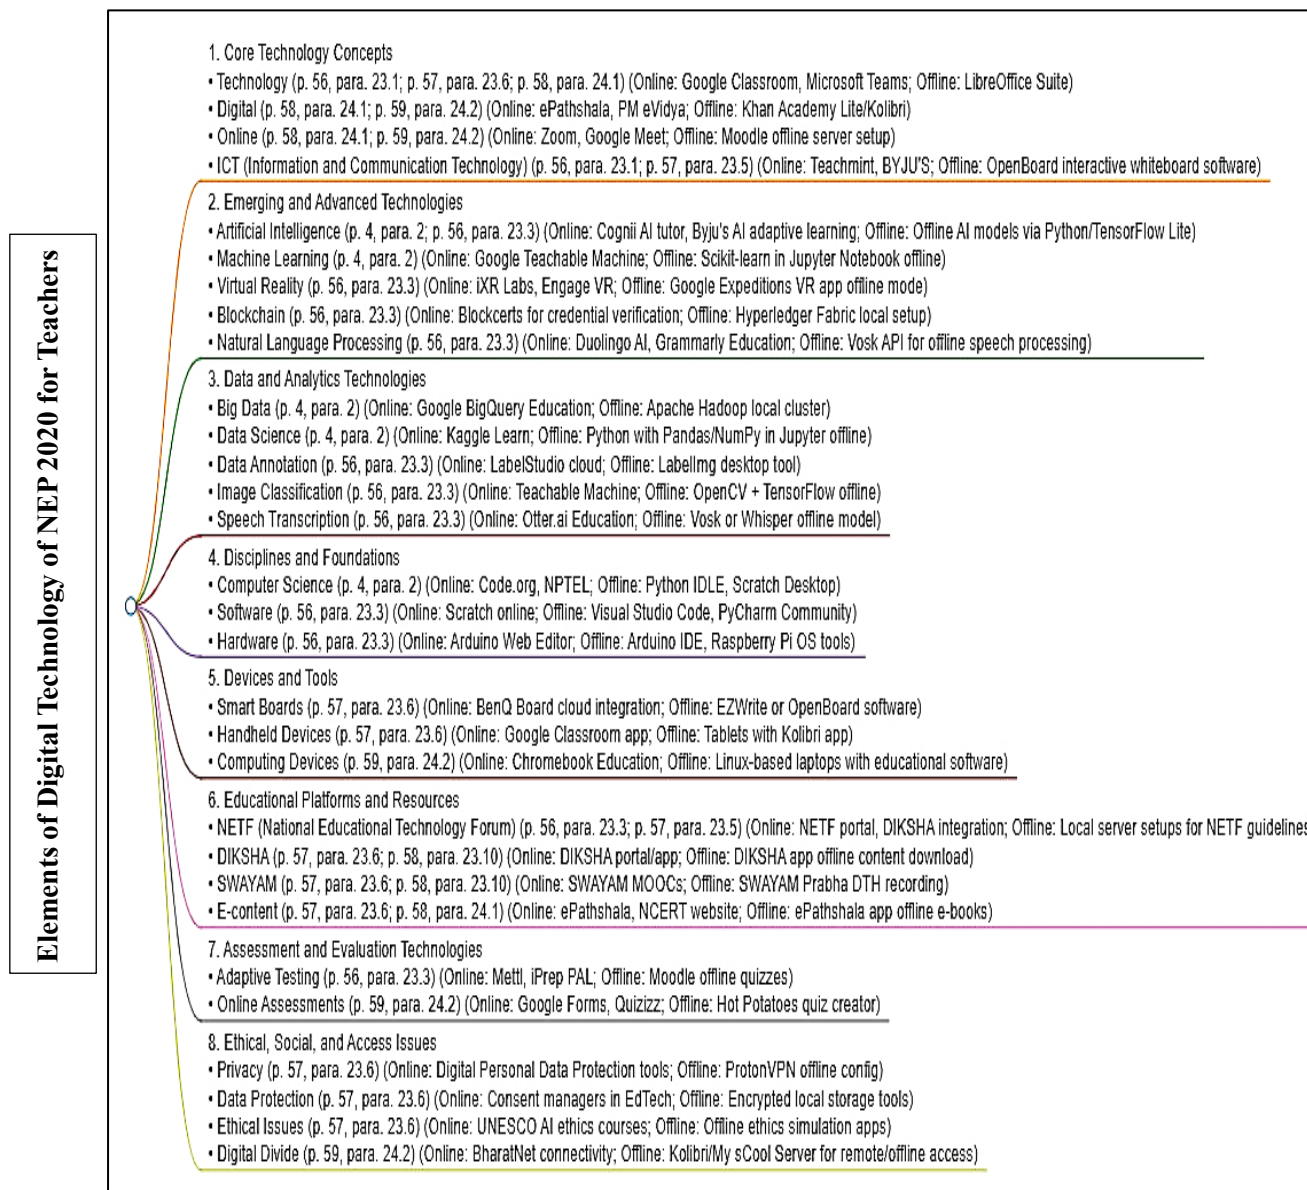 Elements of Digital Technology of NEP 2020 for Teachers
1. Core Technology Concepts
• Technology (p. 56, para. 23.1; p. 57, para. 23.6; p. 58, para. 24.1) (Online: Google Classroom, Microsoft Teams; Offline: LibreOffice Suite)
• Digital (p. 58, para. 24.1; p. 59, para. 24.2) (Online: ePathshala, PM eVidya; Offline: Khan Academy Lite/Kolibri)
• Online (p. 58, para. 24.1; p. 59, para. 24.2) (Online: Zoom, Google Meet; Offline: Moodle offline server setup)
• ICT (Information and Communication Technology) (p. 56, para. 23.1; p. 57, para. 23.5) (Online: Teachmint, BYJU'S; Offline: OpenBoard interactive whiteboard software)
2. Emerging and Advanced Technologies
• Artificial Intelligence (p. 4, para. 2; p. 56, para. 23.3) (Online: Cognii AI tutor, Byju's AI adaptive learning; Offline: Offline AI models via Python/TensorFlow Lite)
• Machine Learning (p. 4, para. 2) (Online: Google Teachable Machine; Offline: Scikit-learn in Jupyter Notebook offline)
• Virtual Reality (p. 56, para. 23.3) (Online: iXR Labs, Engage VR; Offline: Google Expeditions VR app offline mode)
• Blockchain (p. 56, para. 23.3) (Online: Blockcerts for credential verification; Offline: Hyperledger Fabric local setup)
• Natural Language Processing (p. 56, para. 23.3) (Online: Duolingo AI, Grammarly Education; Offline: Vosk API for offline speech processing)
3. Data and Analytics Technologies
• Big Data (p. 4, para. 2) (Online: Google BigQuery Education; Offline: Apache Hadoop local cluster)
• Data Science (p. 4, para. 2) (Online: Kaggle Learn; Offline: Python with Pandas/NumPy in Jupyter offline)
• Data Annotation (p. 56, para. 23.3) (Online: LabelStudio cloud; Offline: LabelImg desktop tool)
• Image Classification (p. 56, para. 23.3) (Online: Teachable Machine; Offline: OpenCV + TensorFlow offline)
• Speech Transcription (p. 56, para. 23.3) (Online: Otter.ai Education; Offline: Vosk or Whisper offline model)
4. Disciplines and Foundations
• Computer Science (p. 4, para. 2) (Online: Code.org, NPTEL; Offline: Python IDLE, Scratch Desktop)
• Software (p. 56, para. 23.3) (Online: Scratch online; Offline: Visual Studio Code, PyCharm Community)
• Hardware (p. 56, para. 23.3) (Online: Arduino Web Editor; Offline: Arduino IDE, Raspberry Pi OS tools)
5. Devices and Tools
• Smart Boards (p. 57, para. 23.6) (Online: BenQ Board cloud integration; Offline: EZWrite or OpenBoard software)
• Handheld Devices (p. 57, para. 23.6) (Online: Google Classroom app; Offline: Tablets with Kolibri app)
• Computing Devices (p. 59, para. 24.2) (Online: Chromebook Education; Offline: Linux-based laptops with educational software)
6. Educational Platforms and Resources
• NETF (National Educational Technology Forum) (p. 56, para. 23.3; p. 57, para. 23.5) (Online: NETF portal, DIKSHA integration; Offline: Local server setups for NETF guidelines
• DIKSHA (p. 57, para. 23.6; p. 58, para. 23.10) (Online: DIKSHA portal/app; Offline: DIKSHA app offline content download)
• SWAYAM (p. 57, para. 23.6; p. 58, para. 23.10) (Online: SWAYAM MOOCs; Offline: SWAYAM Prabha DTH recording)
• E-content (p. 57, para. 23.6; p. 58, para. 24.1) (Online: ePathshala, NCERT website; Offline: ePathshala app offline e-books)
7. Assessment and Evaluation Technologies
• Adaptive Testing (p. 56, para. 23.3) (Online: Mettl, iPrep PAL; Offline: Moodle offline quizzes)
• Online Assessments (p. 59, para. 24.2) (Online: Google Forms, Quizizz; Offline: Hot Potatoes quiz creator)
8. Ethical, Social, and Access Issues
• Privacy (p. 57, para. 23.6) (Online: Digital Personal Data Protection tools; Offline: ProtonVPN offline config)
• Data Protection (p. 57, para. 23.6) (Online: Consent managers in EdTech; Offline: Encrypted local storage tools)
• Ethical Issues (p. 57, para. 23.6) (Online: UNESCO AI ethics courses; Offline: Offline ethics simulation apps)
• Digital Divide (p. 59, para. 24.2) (Online: BharatNet connectivity; Offline: Kolibri/My sCool Server for remote/offline access)